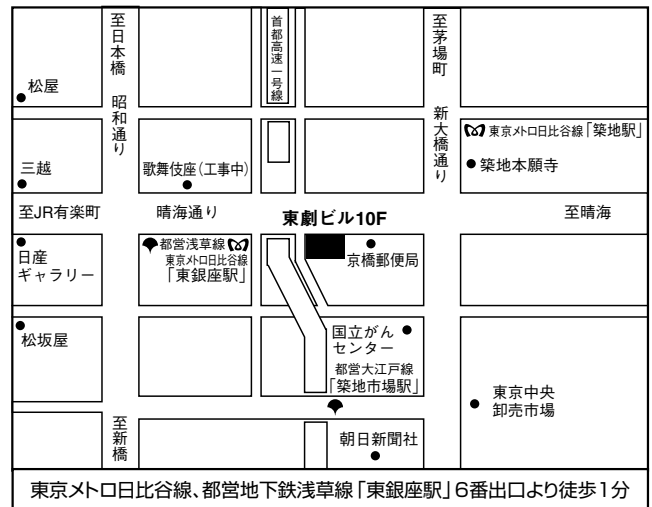 至日本橋
昭和通り
首都高速一号線
至茅場町
新大橋通り
松屋
東京メトロ日比谷線「築地駅」
三越
歌舞伎座（工事中）
築地本願寺
至JR有楽町
晴海通り
東劇ビル10F
至晴海
日産
ギャラリー
都営浅草線
東京メトロ日比谷線
「東銀座駅」
京橋郵便局
松坂屋
国立がん
センター
都営大江戸線
「築地市場駅」
東京中央
卸売市場
至新橋
朝日新聞社
東京メトロ日比谷線、都営地下鉄浅草線「東銀座駅」6番出口より徒歩1分